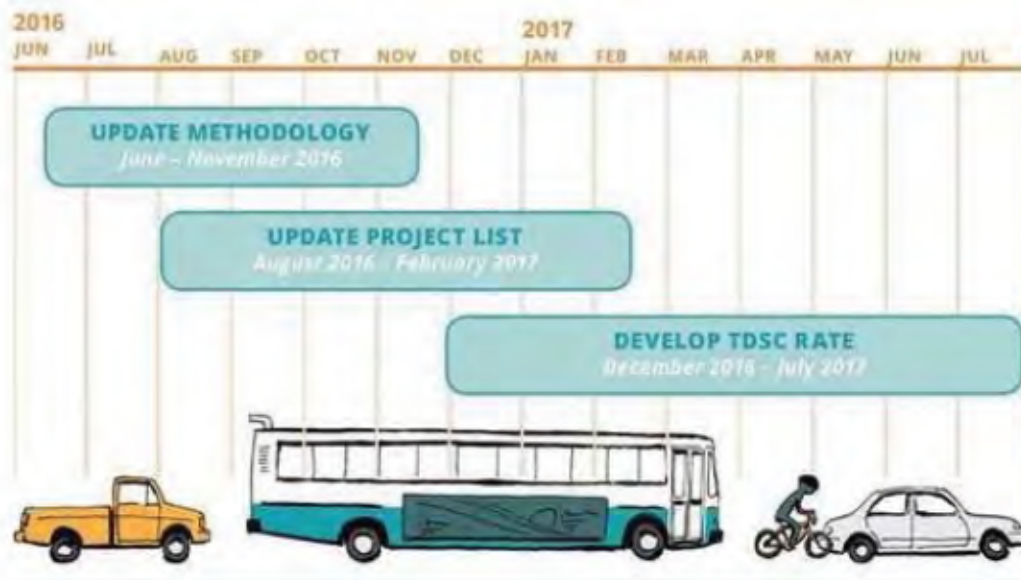 2016
2017
JUN JUL AUG SEP OCT NOV DEC JAN FEB MAR APR MAY JUN JUL
UPDATE METHODOLOGY
June – November 2016
UPDATE PROJECT LIST
August 2016 - February 2017
DEVELOP TDSC RATE
December 2016 – July 2017